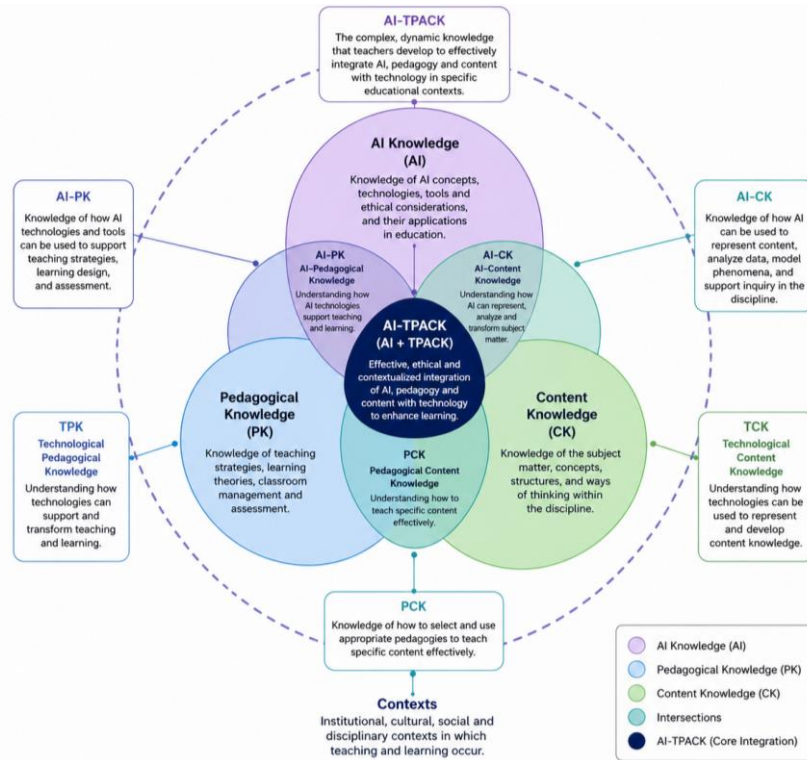 AI-TPACK
The complex, dynamic knowledge
that teachers develop to effectively
integrate AI, pedagogy and content
with technology in specific
educational contexts.
AI Knowledge
(AI)
Knowledge of AI concepts,
technologies, tools and
ethical considerations,
and their applications
in education.
AI-PK
Knowledge of how AI
technologies and tools
can be used to support
teaching strategies,
learning design,
and assessment.
AI-CK
Knowledge of how AI
can be used to
represent content,
analyze data, model
phenomena, and
support inquiry in the
discipline.
AI-PK
AI-Pedagogical
Knowledge
Understanding how
AI technologies
support teaching
and learning.
AI-CK
AI-Content
Knowledge
Understanding how
AI can represent,
analyze and
transform subject
matter.
AI-TPACK
(AI + TPACK)
Effective, ethical and
contextualized integration
of AI, pedagogy and
content with technology
to enhance learning.
Pedagogical
Knowledge
(PK)
Knowledge of teaching
strategies, learning
theories, classroom
management and
assessment.
Content
Knowledge
(CK)
Knowledge of the subject
matter, concepts,
structures, and ways
of thinking within
the discipline.
TPK
Technological
Pedagogical
Knowledge
Understanding how
technologies can
support and
transform teaching
and learning.
PCK
Pedagogical Content
Knowledge
Understanding how to
teach specific content
effectively.
TCK
Technological
Content
Knowledge
Understanding how
technologies can be
used to represent
and develop
content knowledge.
PCK
Knowledge of how to select and use
appropriate pedagogies to teach
specific content effectively.
Contexts
Institutional, cultural, social and
disciplinary contexts in which
teaching and learning occur.
AI Knowledge (AI)
Pedagogical Knowledge (PK)
Content Knowledge (CK)
Intersections
AI-TPACK (Core Integration)